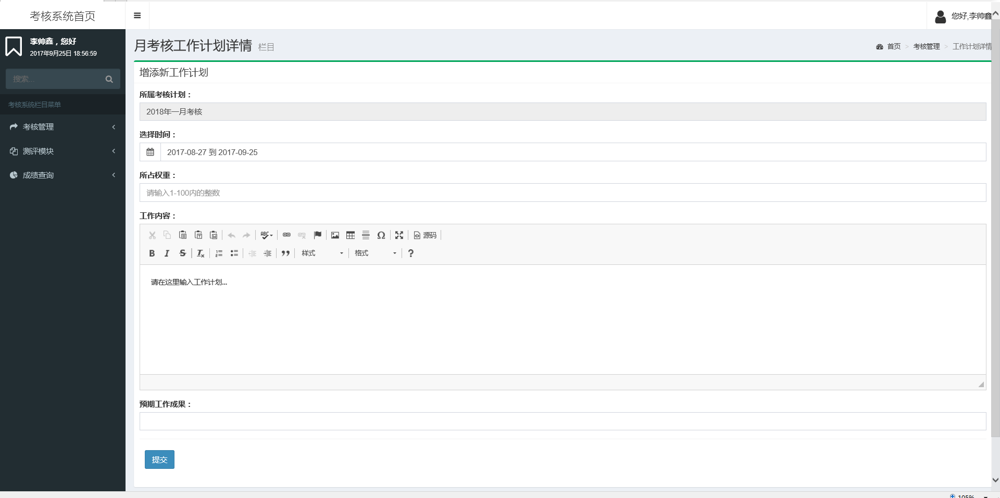 考核系统首页
您好,李帅鑫
李帅鑫，您好
2017年9月25日 18:56:59
搜索...
考核系统栏目菜单
考核管理
测评模块
成绩查询
月考核工作计划详情 栏目
首页 > 考核管理 > 工作计划详情
增添新工作计划
所属考核计划：
2018年一月考核
选择时间：
2017-08-27 到 2017-09-25
所占权重：
请输入1-100内的整数
工作内容：
源码
样式 格式
请在这里输入工作计划...
预期工作成果：
提交
105%